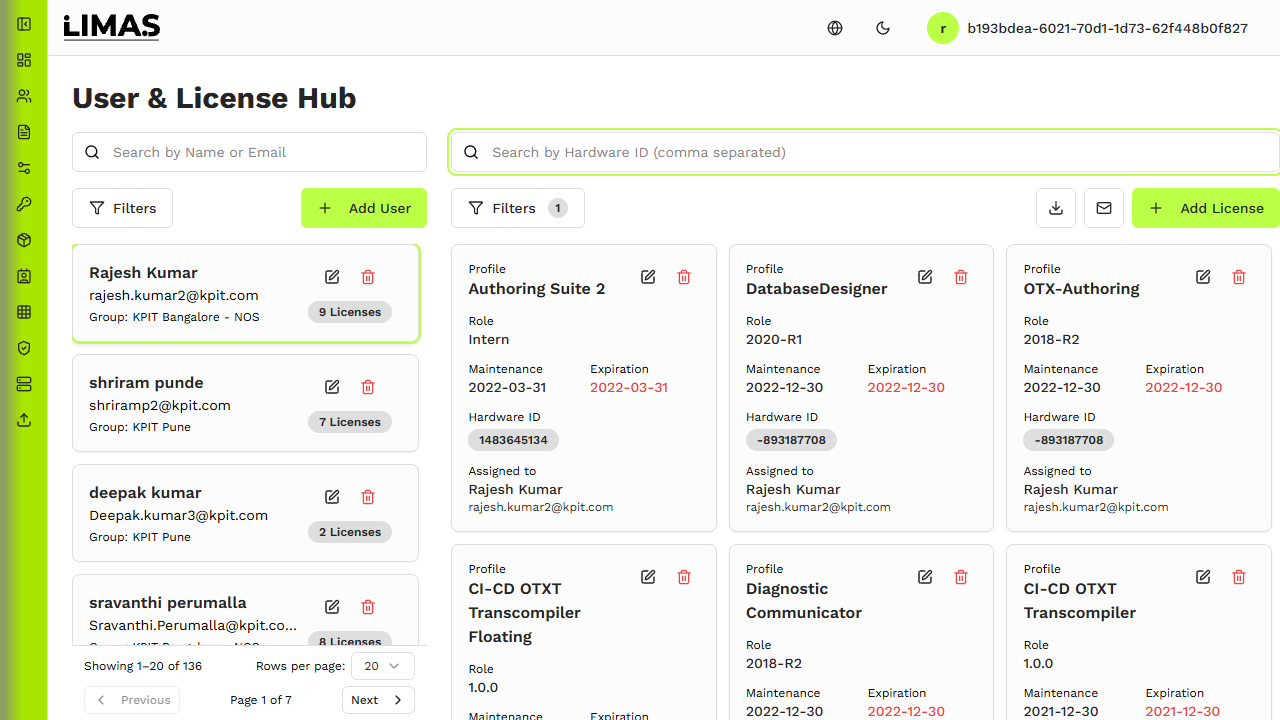 LIMAS
r
b193bdea-6021-70d1-1d73-62f448b0f827
User & License Hub
Search by Name or Email
Search by Hardware ID (comma separated)
Filters
Add User
Filters 1
Add License
Rajesh Kumar
rajesh.kumar2@kpit.com
Group: KPIT Bangalore - NOS
9 Licenses
shriram punde
shriramp2@kpit.com
Group: KPIT Pune
7 Licenses
deepak kumar
Deepak.kumar3@kpit.com
Group: KPIT Pune
2 Licenses
sravanthi perumalla
Sravanthi.Perumalla@kpit.co...
Group: KPIT Bangalore - NOS
8 Licenses
Showing 1–20 of 136
Rows per page: 20
Previous
Page 1 of 7
Next
Profile
Authoring Suite 2
Role
Intern
Maintenance Expiration
2022-03-31 2022-03-31
Hardware ID
1483645134
Assigned to
Rajesh Kumar
rajesh.kumar2@kpit.com
Profile
DatabaseDesigner
Role
2020-R1
Maintenance Expiration
2022-12-30 2022-12-30
Hardware ID
-893187708
Assigned to
Rajesh Kumar
rajesh.kumar2@kpit.com
Profile
OTX-Authoring
Role
2018-R2
Maintenance Expiration
2022-12-30 2022-12-30
Hardware ID
-893187708
Assigned to
Rajesh Kumar
rajesh.kumar2@kpit.com
Profile
CI-CD OTXT
Transcompiler
Floating
Role
1.0.0
Maintenance Expiration
Profile
Diagnostic
Communicator
Role
2018-R2
Maintenance Expiration
2022-12-30 2022-12-30
Profile
CI-CD OTXT
Transcompiler
Role
1.0.0
Maintenance Expiration
2021-12-30 2021-12-30